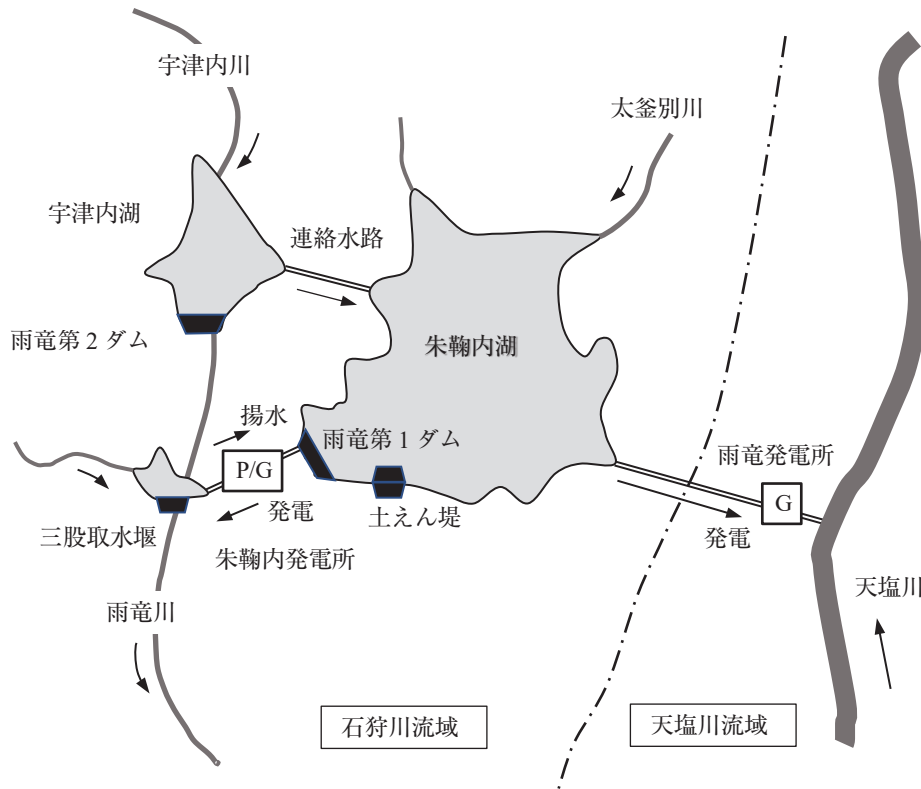 宇津内川
太釜別川
宇津内湖
連絡水路
雨竜第2ダム
朱鞠内湖
揚水
雨竜第1ダム
雨竜発電所
P/G
G
発電
土えん堤
発電
三股取水堰
朱鞠内発電所
天塩川
雨竜川
石狩川流域
天塩川流域